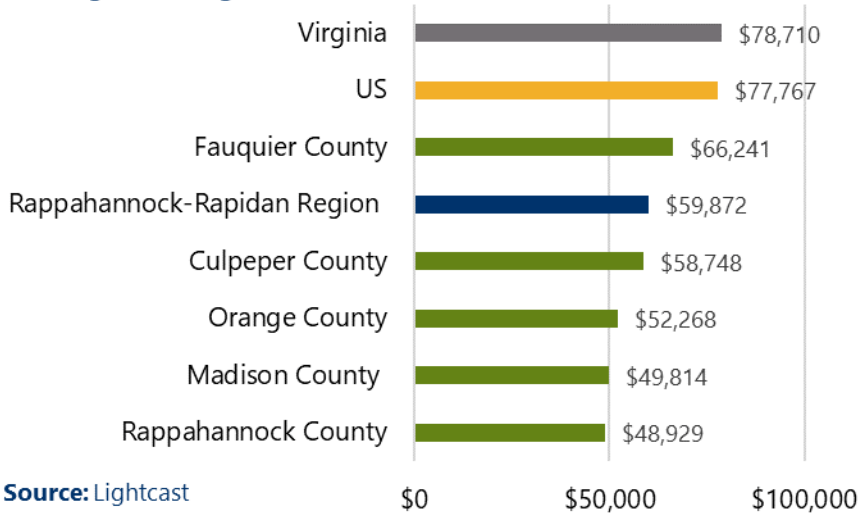 Virginia $78,710
US $77,767
Fauquier County $66,241
Rappahannock-Rapidan Region $59,872
Culpeper County $58,748
Orange County $52,268
Madison County $49,814
Rappahannock County $48,929
$0 $50,000 $100,000
Source: Lightcast